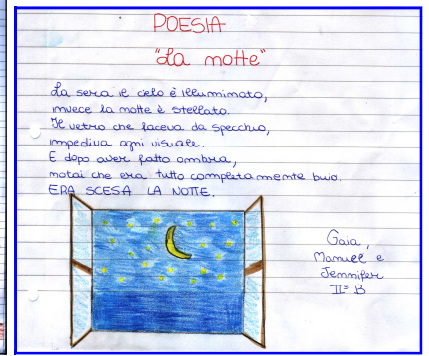 POESIA
"La notte"
La sera il cielo è illuminato,
invece la notte è stellato.
Il vetro che faceva da specchio,
impediva ogni visuale.
E dopo aver fatto ombra,
notai che era tutto completamente buio.
ERA SCESA LA NOTTE.
Gaia,
Manuel e
Jennifer
II^a B